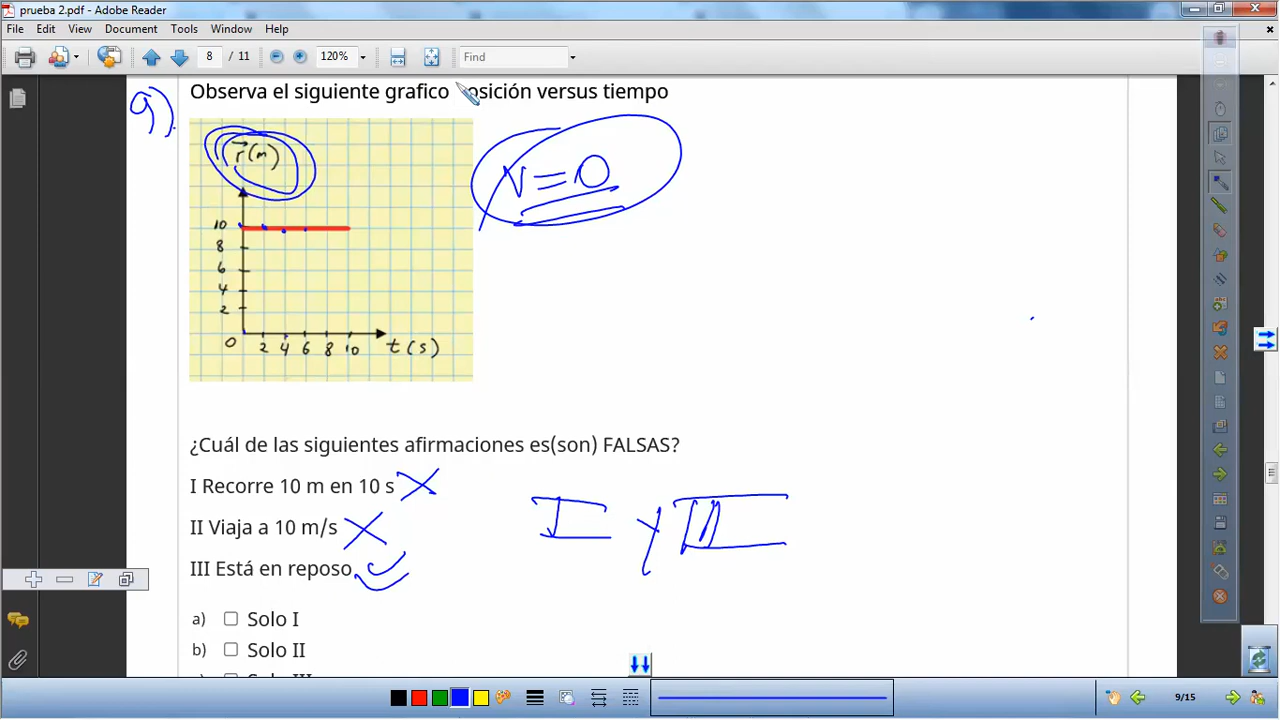 prueba 2.pdf - Adobe Reader
File Edit View Document Tools Window Help
8 / 11 120% Find
9).
Observa el siguiente grafico posición versus tiempo
r(m)
v=0
10
8
6
4
2
0 2 4 6 8 10 t(s)
¿Cuál de las siguientes afirmaciones es(son) FALSAS?
I Recorre 10 m en 10 s
II Viaja a 10 m/s
I y II
III Está en reposo
a) Solo I
b) Solo II
9/15